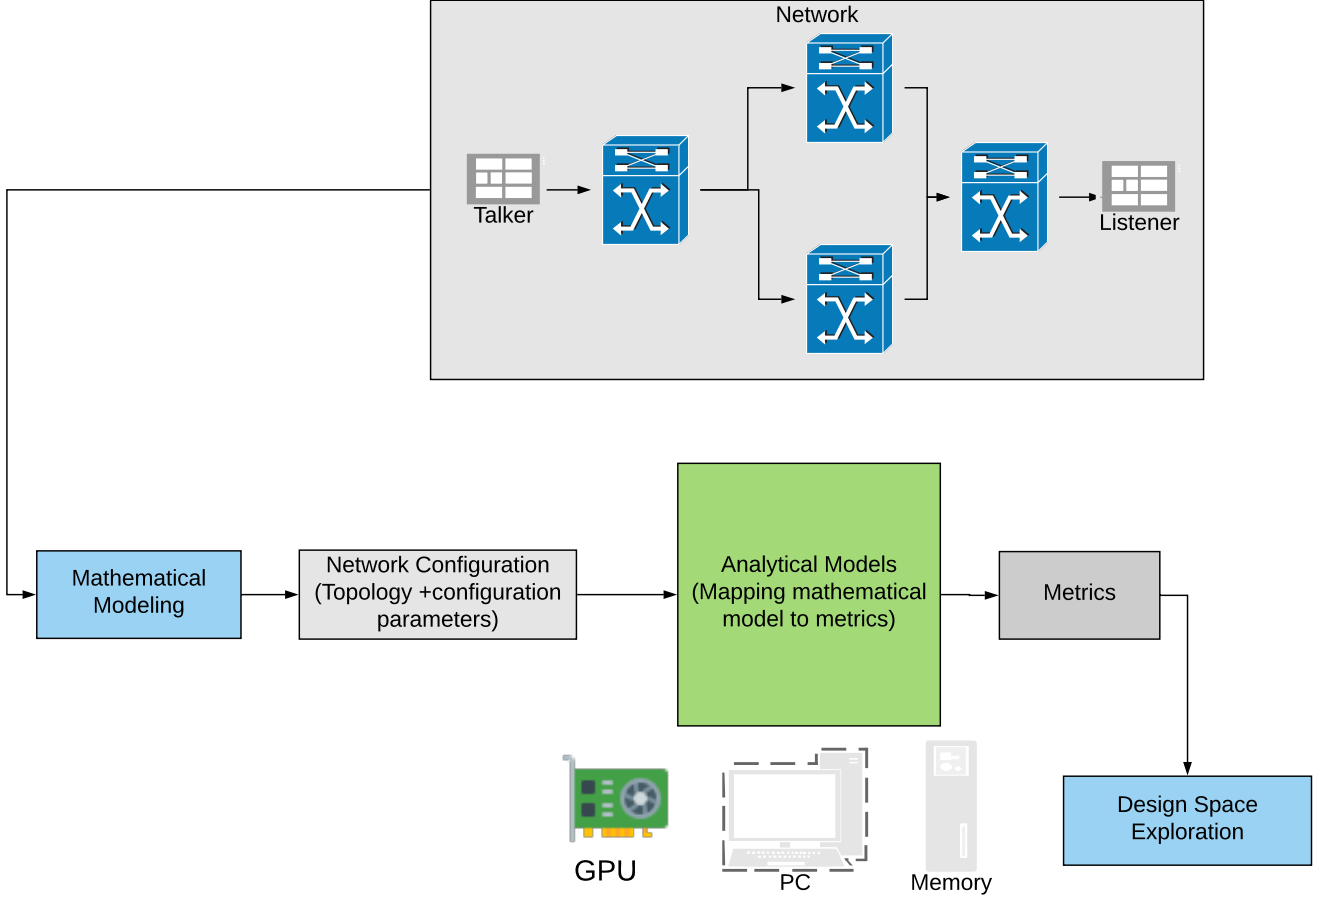 Network
Talker
Listener
Mathematical
Modeling
Network Configuration
(Topology +configuration
parameters)
Analytical Models
(Mapping mathematical
model to metrics)
Metrics
Design Space
Exploration
GPU
PC
Memory